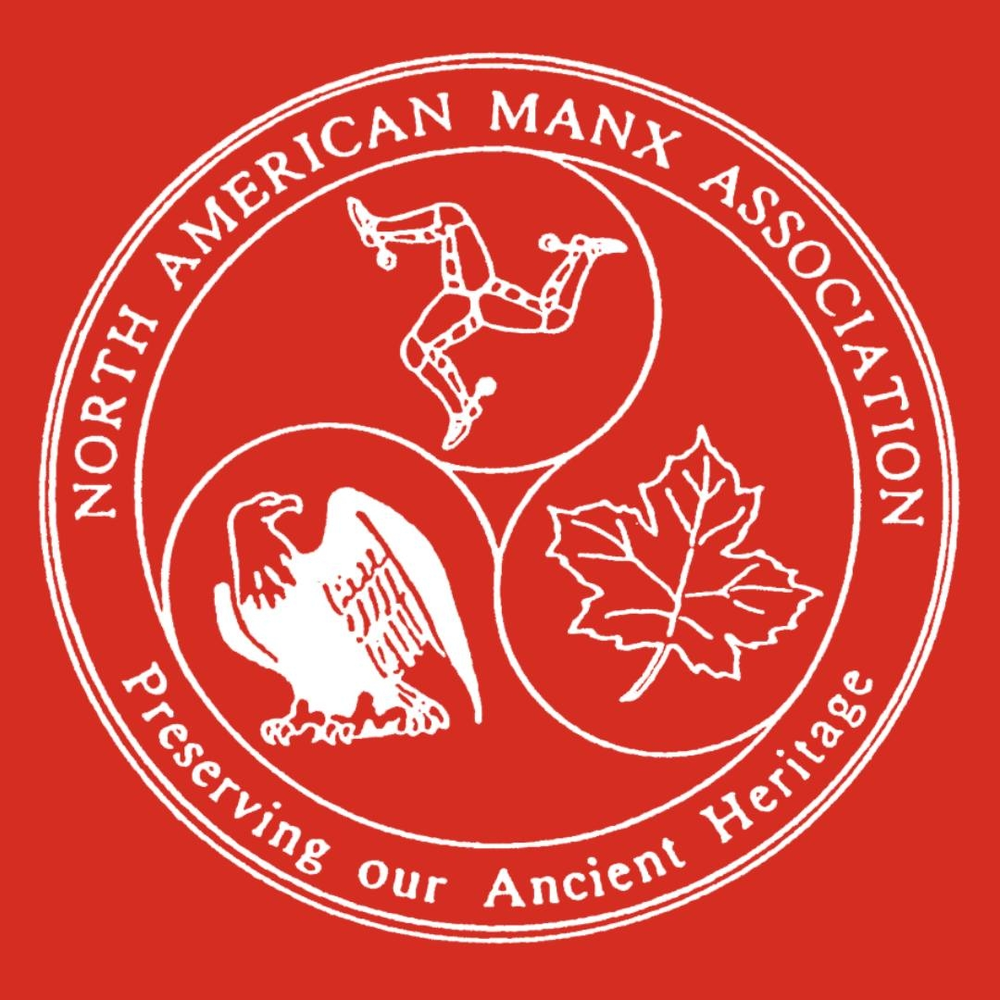 NORTH AMERICAN MANX ASSOCIATION
Preserving our Ancient Heritage